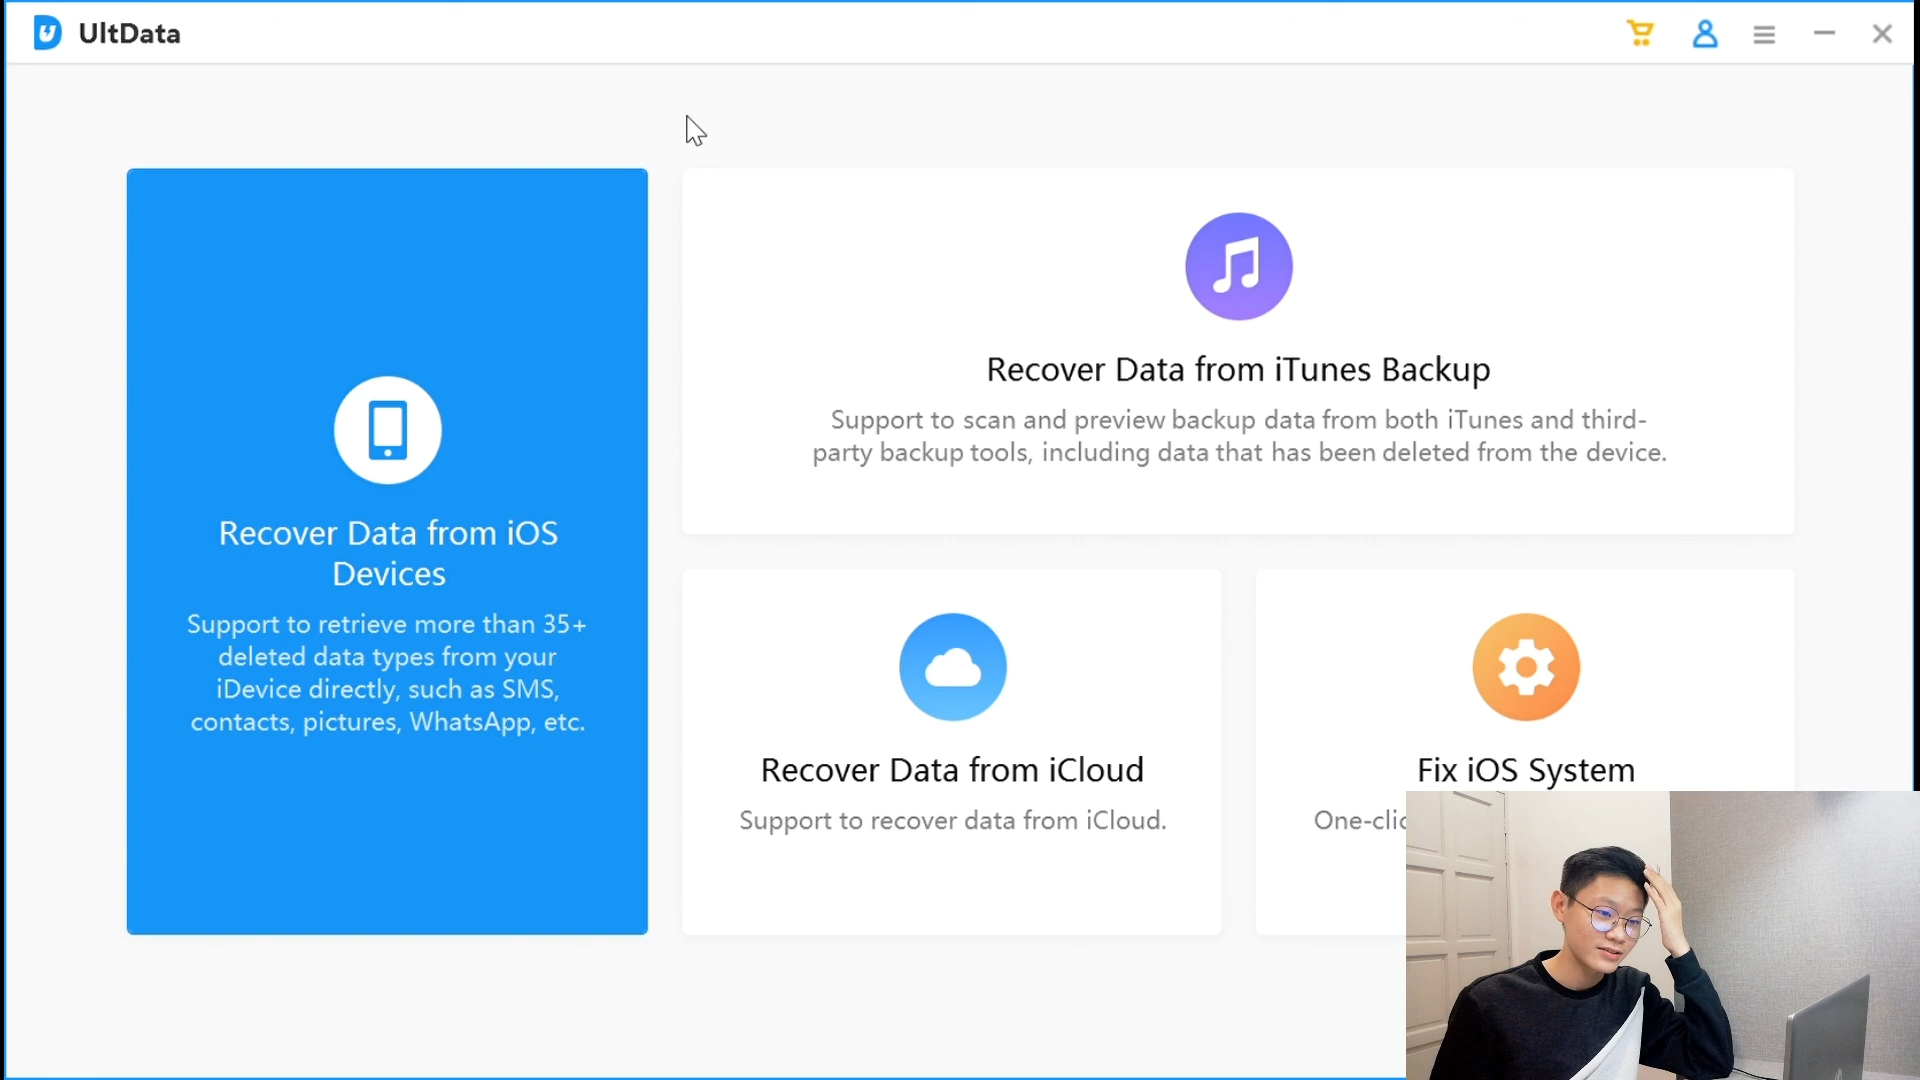 UltData
Recover Data from iOS
Devices
Support to retrieve more than 35+
deleted data types from your
iDevice directly, such as SMS,
contacts, pictures, WhatsApp, etc.
Recover Data from iTunes Backup
Support to scan and preview backup data from both iTunes and third-
party backup tools, including data that has been deleted from the device.
Recover Data from iCloud
Support to recover data from iCloud.
Fix iOS System
One-clic